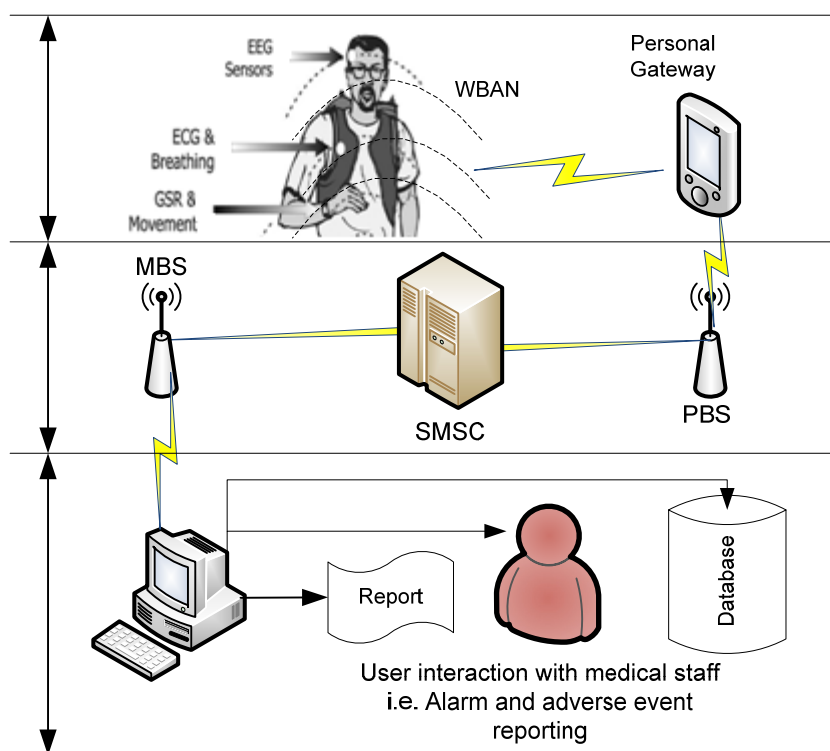 EEG
Sensors
WBAN
Personal
Gateway
ECG &
Breathing
GSR &
Movement
MBS
SMSC
PBS
Report
Database
User interaction with medical staff
i.e. Alarm and adverse event
reporting